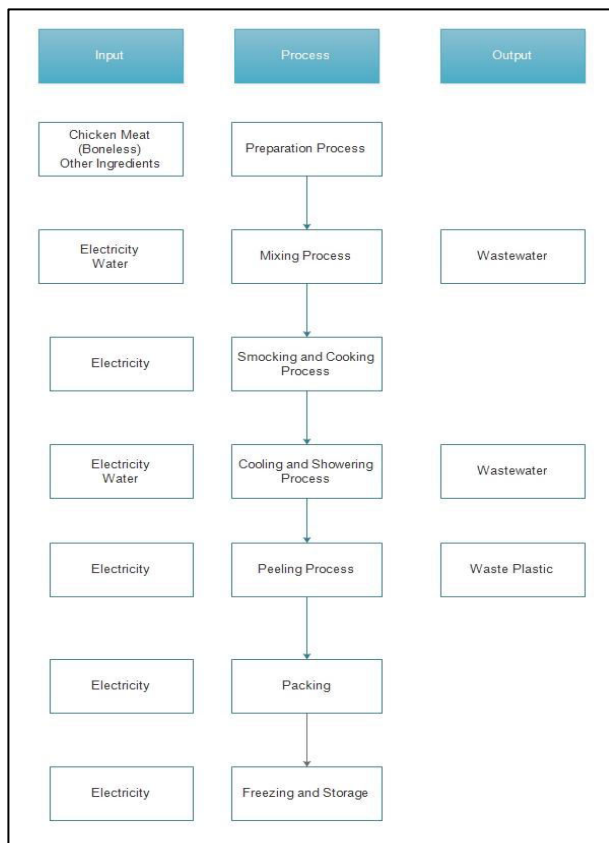 Input
Process
Output
Chicken Meat
(Boneless)
Other Ingredients
Preparation Process
Electricity
Water
Mixing Process
Wastewater
Electricity
Smocking and Cooking
Process
Electricity
Water
Cooling and Showering
Process
Wastewater
Electricity
Peeling Process
Waste Plastic
Electricity
Packing
Electricity
Freezing and Storage